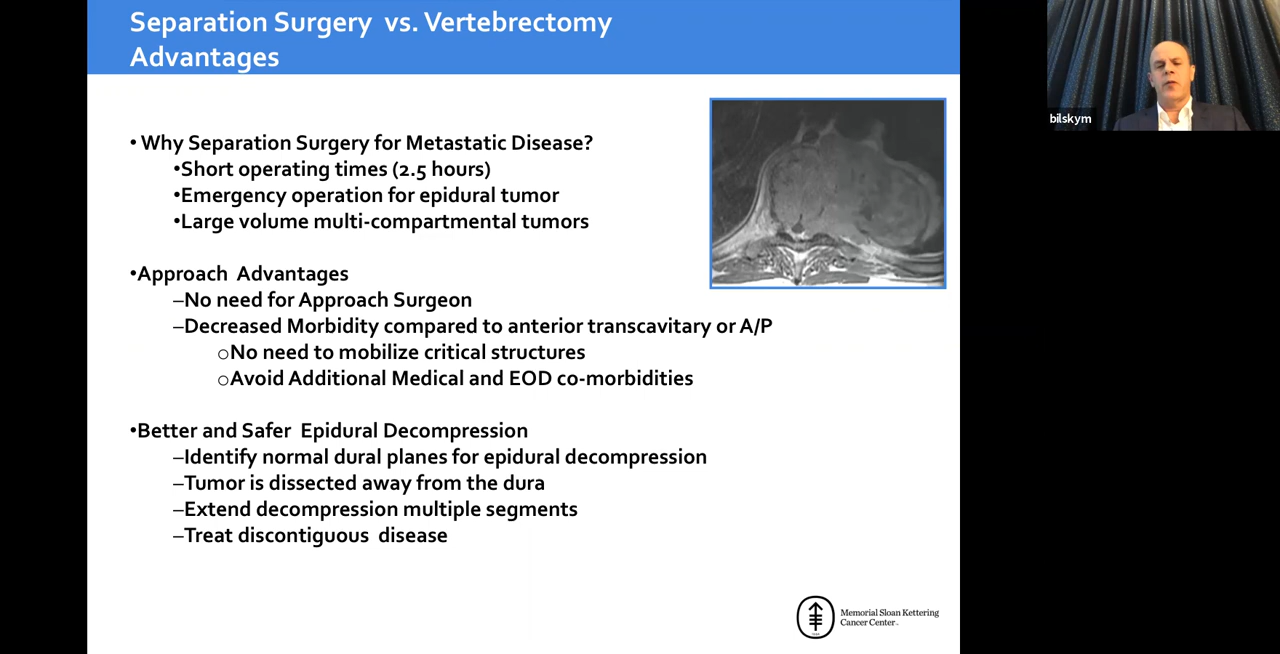 Separation Surgery vs. Vertebrectomy
Advantages
• Why Separation Surgery for Metastatic Disease?
•Short operating times (2.5 hours)
•Emergency operation for epidural tumor
•Large volume multi-compartmental tumors
•Approach Advantages
–No need for Approach Surgeon
–Decreased Morbidity compared to anterior transcavitary or A/P
oNo need to mobilize critical structures
oAvoid Additional Medical and EOD co-morbidities
•Better and Safer Epidural Decompression
–Identify normal dural planes for epidural decompression
–Tumor is dissected away from the dura
–Extend decompression multiple segments
–Treat discontiguous disease
bilskym
Memorial Sloan Kettering
Cancer Center